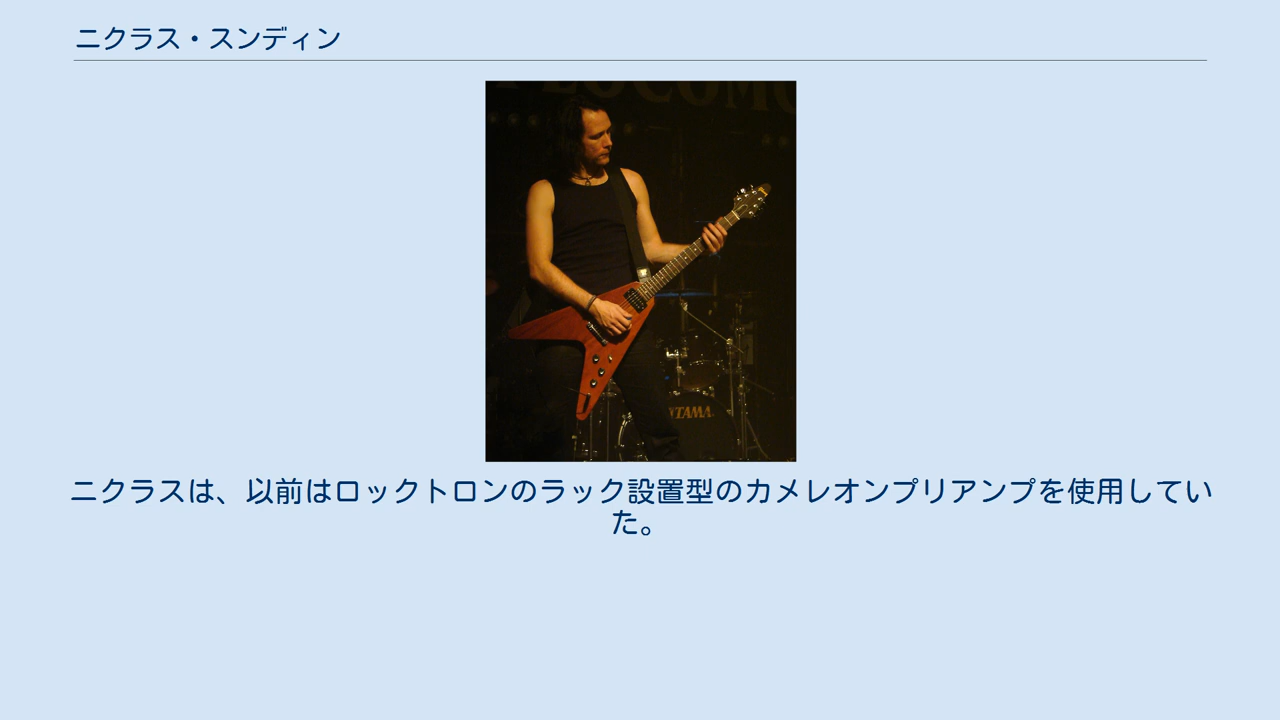 ニクラス・スンディン
TAMA
ニクラスは、以前はロックトロンのラック設置型のカメレオンプリアンプを使用してい
た。